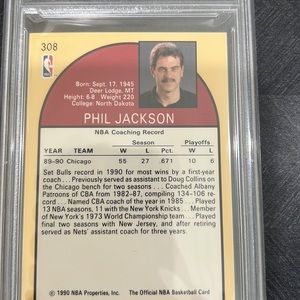 308
NBA
Born: Sept. 17, 1945
Deer Lodge, MT
Height: 6-8 Weight 220
College: North Dakota
PHIL JACKSON
NBA Coaching Record
Season Playoffs
YEAR TEAM W L Pct. W L
89-90 Chicago 55 27 .671 10 6
Set Bulls record in 1990 for most wins by a first-year
coach . . . Previously served as assistant to Doug Collins on
the Chicago bench for two seasons . . . Coached Albany
Patroons of CBA from 1982–87, compiling 134–106 rec-
ord . . . Named CBA coach of the year in 1985 . . . Played
13 NBA seasons, 11 with the New York Knicks . . . Mem-
ber of New York's 1973 World Championship team . . .
Played final two seasons with New Jersey, and after retiring
served as Nets' assistant coach for three years.
© 1990 NBA Properties, Inc. The Official NBA Basketball Card